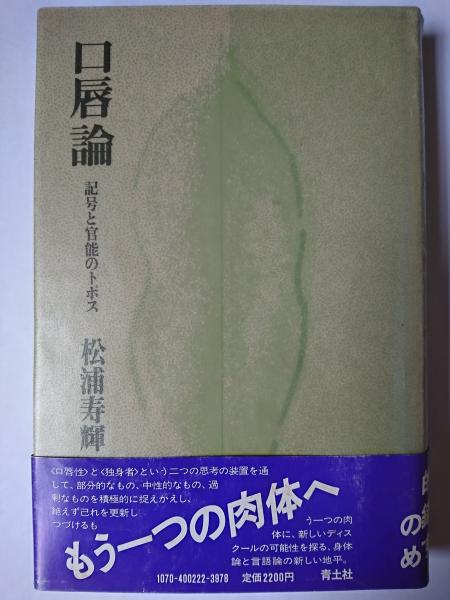 口唇論
記号と官能のトポス
松浦寿輝
〈口唇性〉と〈独身者〉という二つの思考の装置を通
して、部分的なもの、中性的なもの、過
剰なものを積極的に捉えかえし、
絶えず己れを更新し
つづけるも
う一つの肉
体に、新しいディス
クールの可能性を探る、身体
論と言語論の新しい地平。
もう一つの肉体へ
1070-400222-3978
定価2200円
青土社
のめ